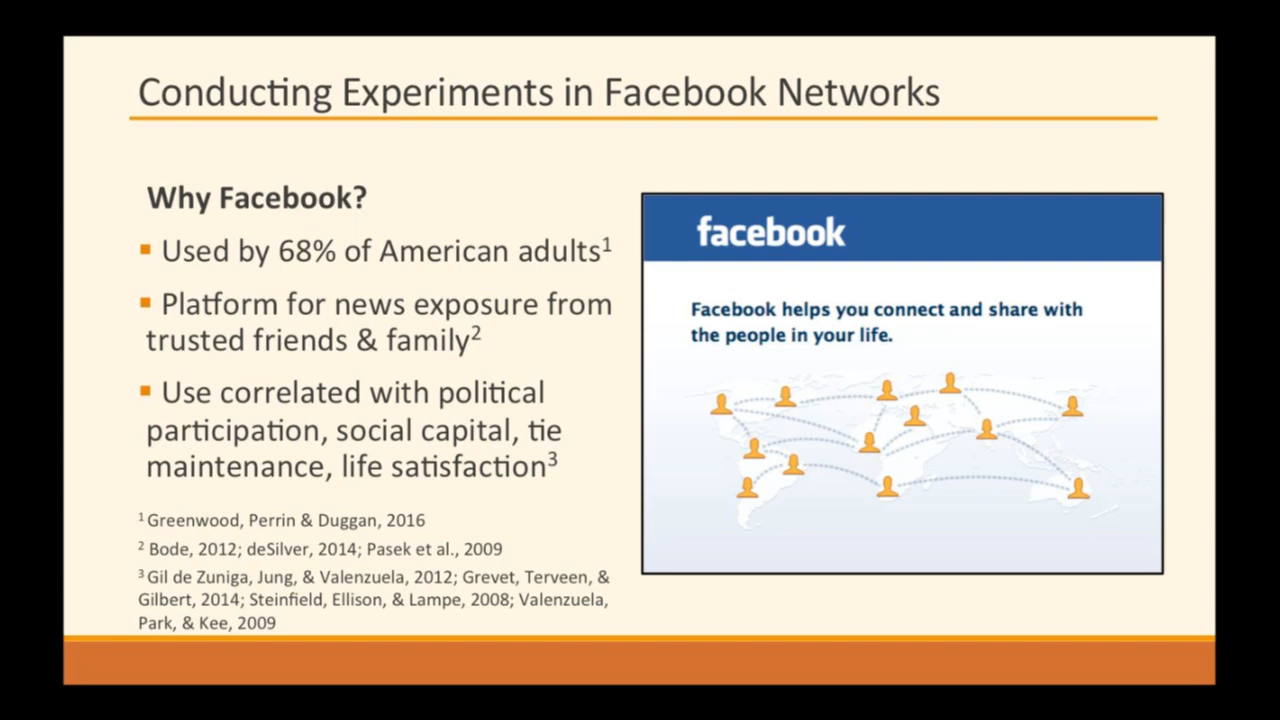 Conducting Experiments in Facebook Networks
Why Facebook?
▪ Used by 68% of American adults¹
▪ Platform for news exposure from
trusted friends & family²
▪ Use correlated with political
participation, social capital, tie
maintenance, life satisfaction³
¹ Greenwood, Perrin & Duggan, 2016
² Bode, 2012; deSilver, 2014; Pasek et al., 2009
³ Gil de Zuniga, Jung, & Valenzuela, 2012; Grevet, Terveen, &
Gilbert, 2014; Steinfield, Ellison, & Lampe, 2008; Valenzuela,
Park, & Kee, 2009
facebook
Facebook helps you connect and share with
the people in your life.